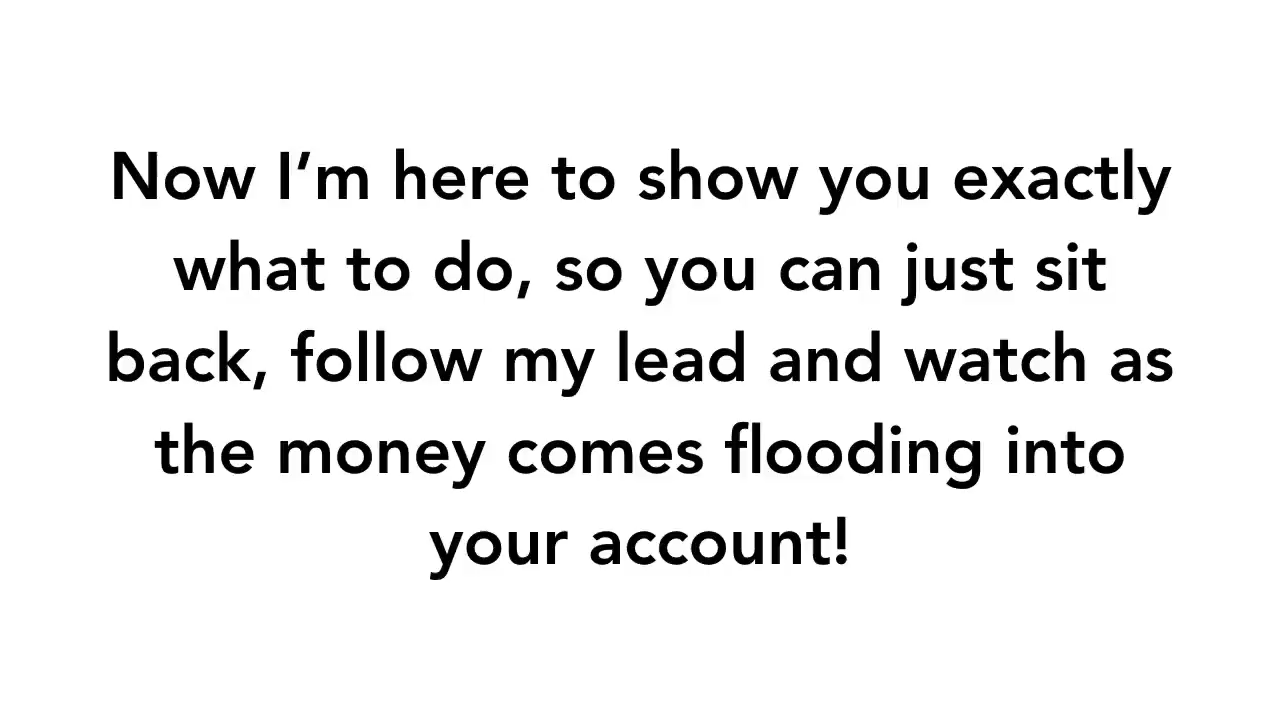 Now I’m here to show you exactly
what to do, so you can just sit
back, follow my lead and watch as
the money comes flooding into
your account!